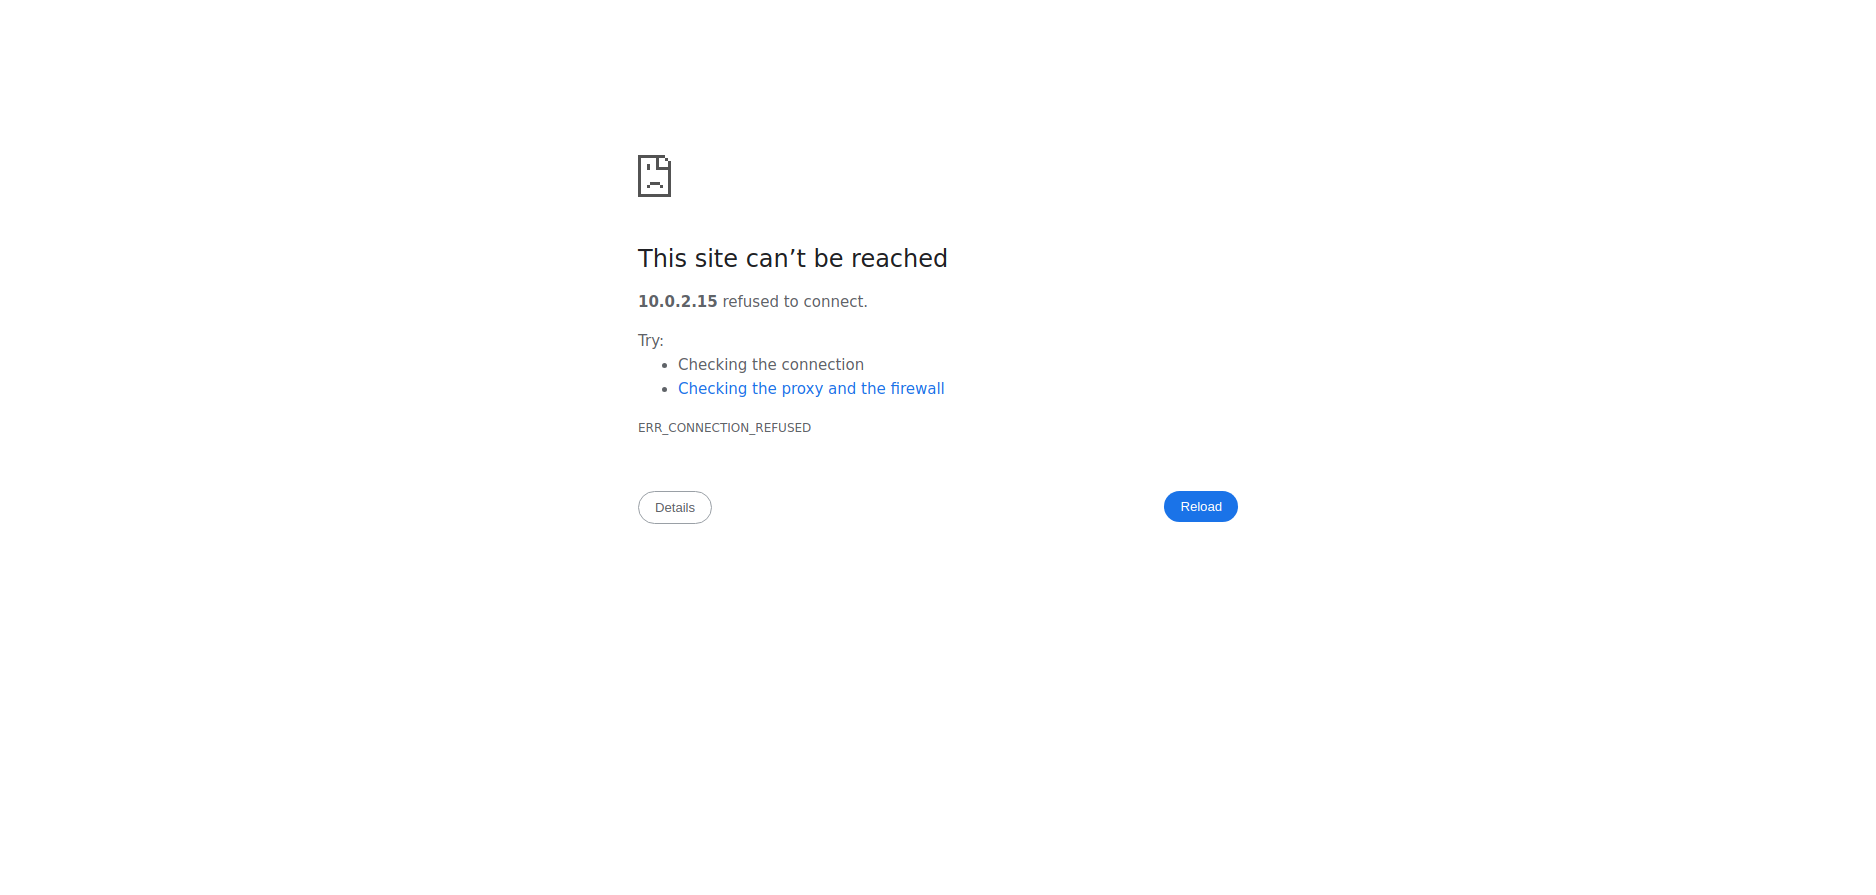 This site can’t be reached
10.0.2.15 refused to connect.
Try:
Checking the connection
Checking the proxy and the firewall
ERR_CONNECTION_REFUSED
Details
Reload